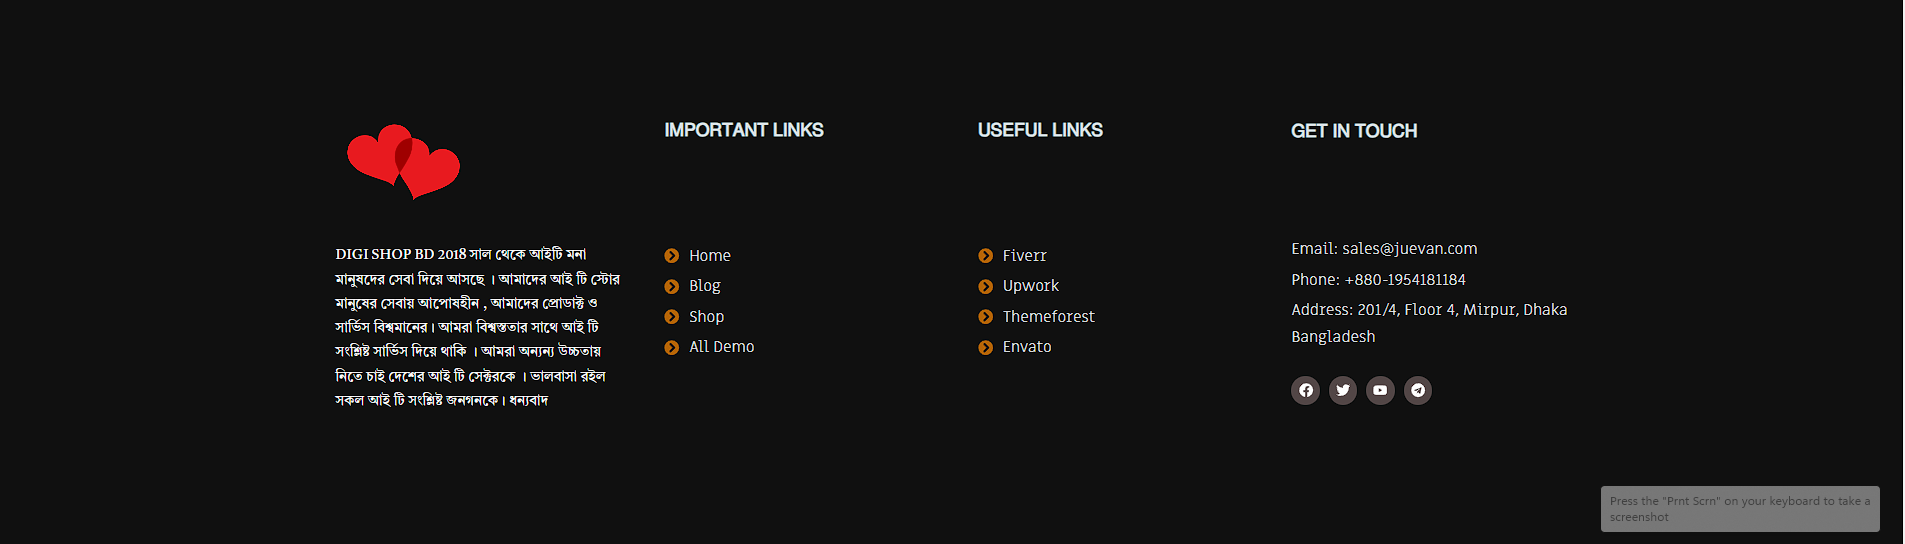 DIGI SHOP BD 2018 সাল থেকে আইটি মনা
মানুষদের সেবা দিয়ে আসছে । আমাদের আই টি স্টোর
মানুষের সেবায় আপোষহীন , আমাদের প্রোডাক্ট ও
সার্ভিস বিশ্বমানের। আমরা বিশ্বস্ততার সাথে আই টি
সংশ্লিষ্ট সার্ভিস দিয়ে থাকি । আমরা অন্যন্য উচ্চতায়
নিতে চাই দেশের আই টি সেক্টরকে । ভালবাসা রইল
সকল আই টি সংশ্লিষ্ট জনগনকে। ধন্যবাদ
IMPORTANT LINKS
Home
Blog
Shop
All Demo
USEFUL LINKS
Fiverr
Upwork
Themeforest
Envato
GET IN TOUCH
Email: sales@juevan.com
Phone: +880-1954181184
Address: 201/4, Floor 4, Mirpur, Dhaka
Bangladesh
Press the "Prnt Scrn" on your keyboard to take a
screenshot